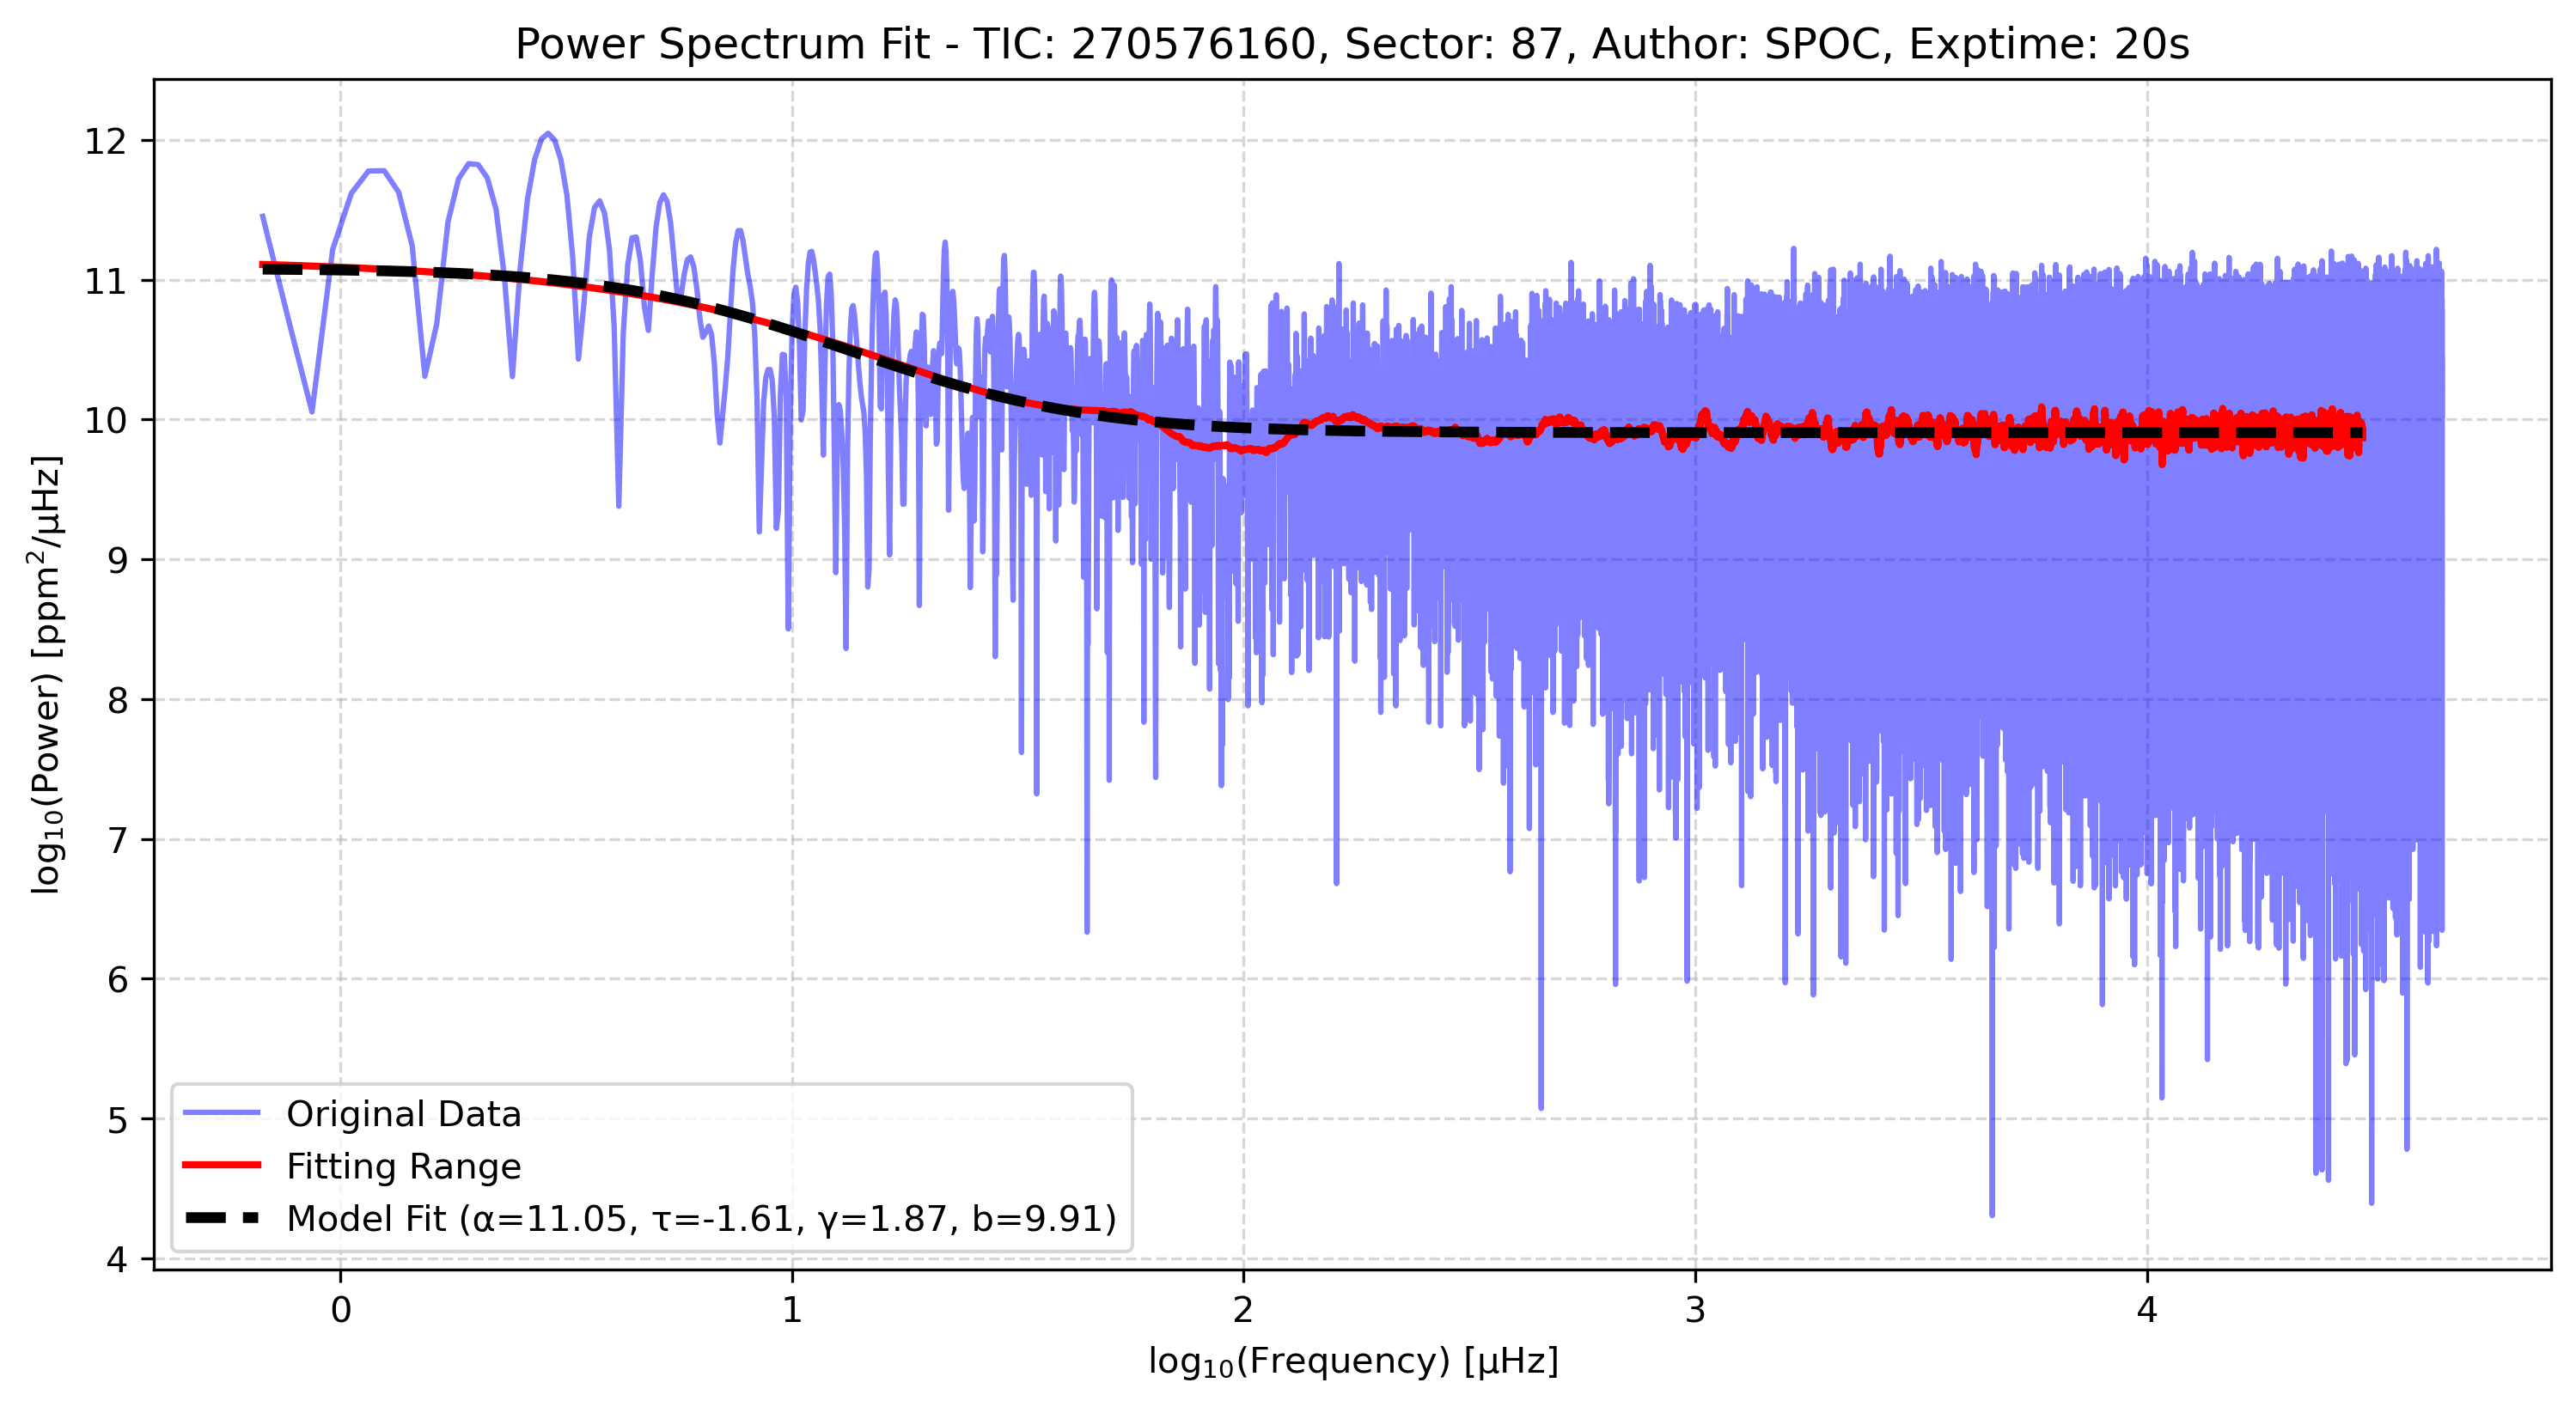 Power Spectrum Fit - TIC: 270576160, Sector: 87, Author: SPOC, Exptime: 20s
log₁₀(Power) [ppm²/μHz]
12
11
10
9
8
7
6
5
4
Original Data
Fitting Range
Model Fit (α=11.05, τ=-1.61, γ=1.87, b=9.91)
0 1 2 3 4
log₁₀(Frequency) [μHz]